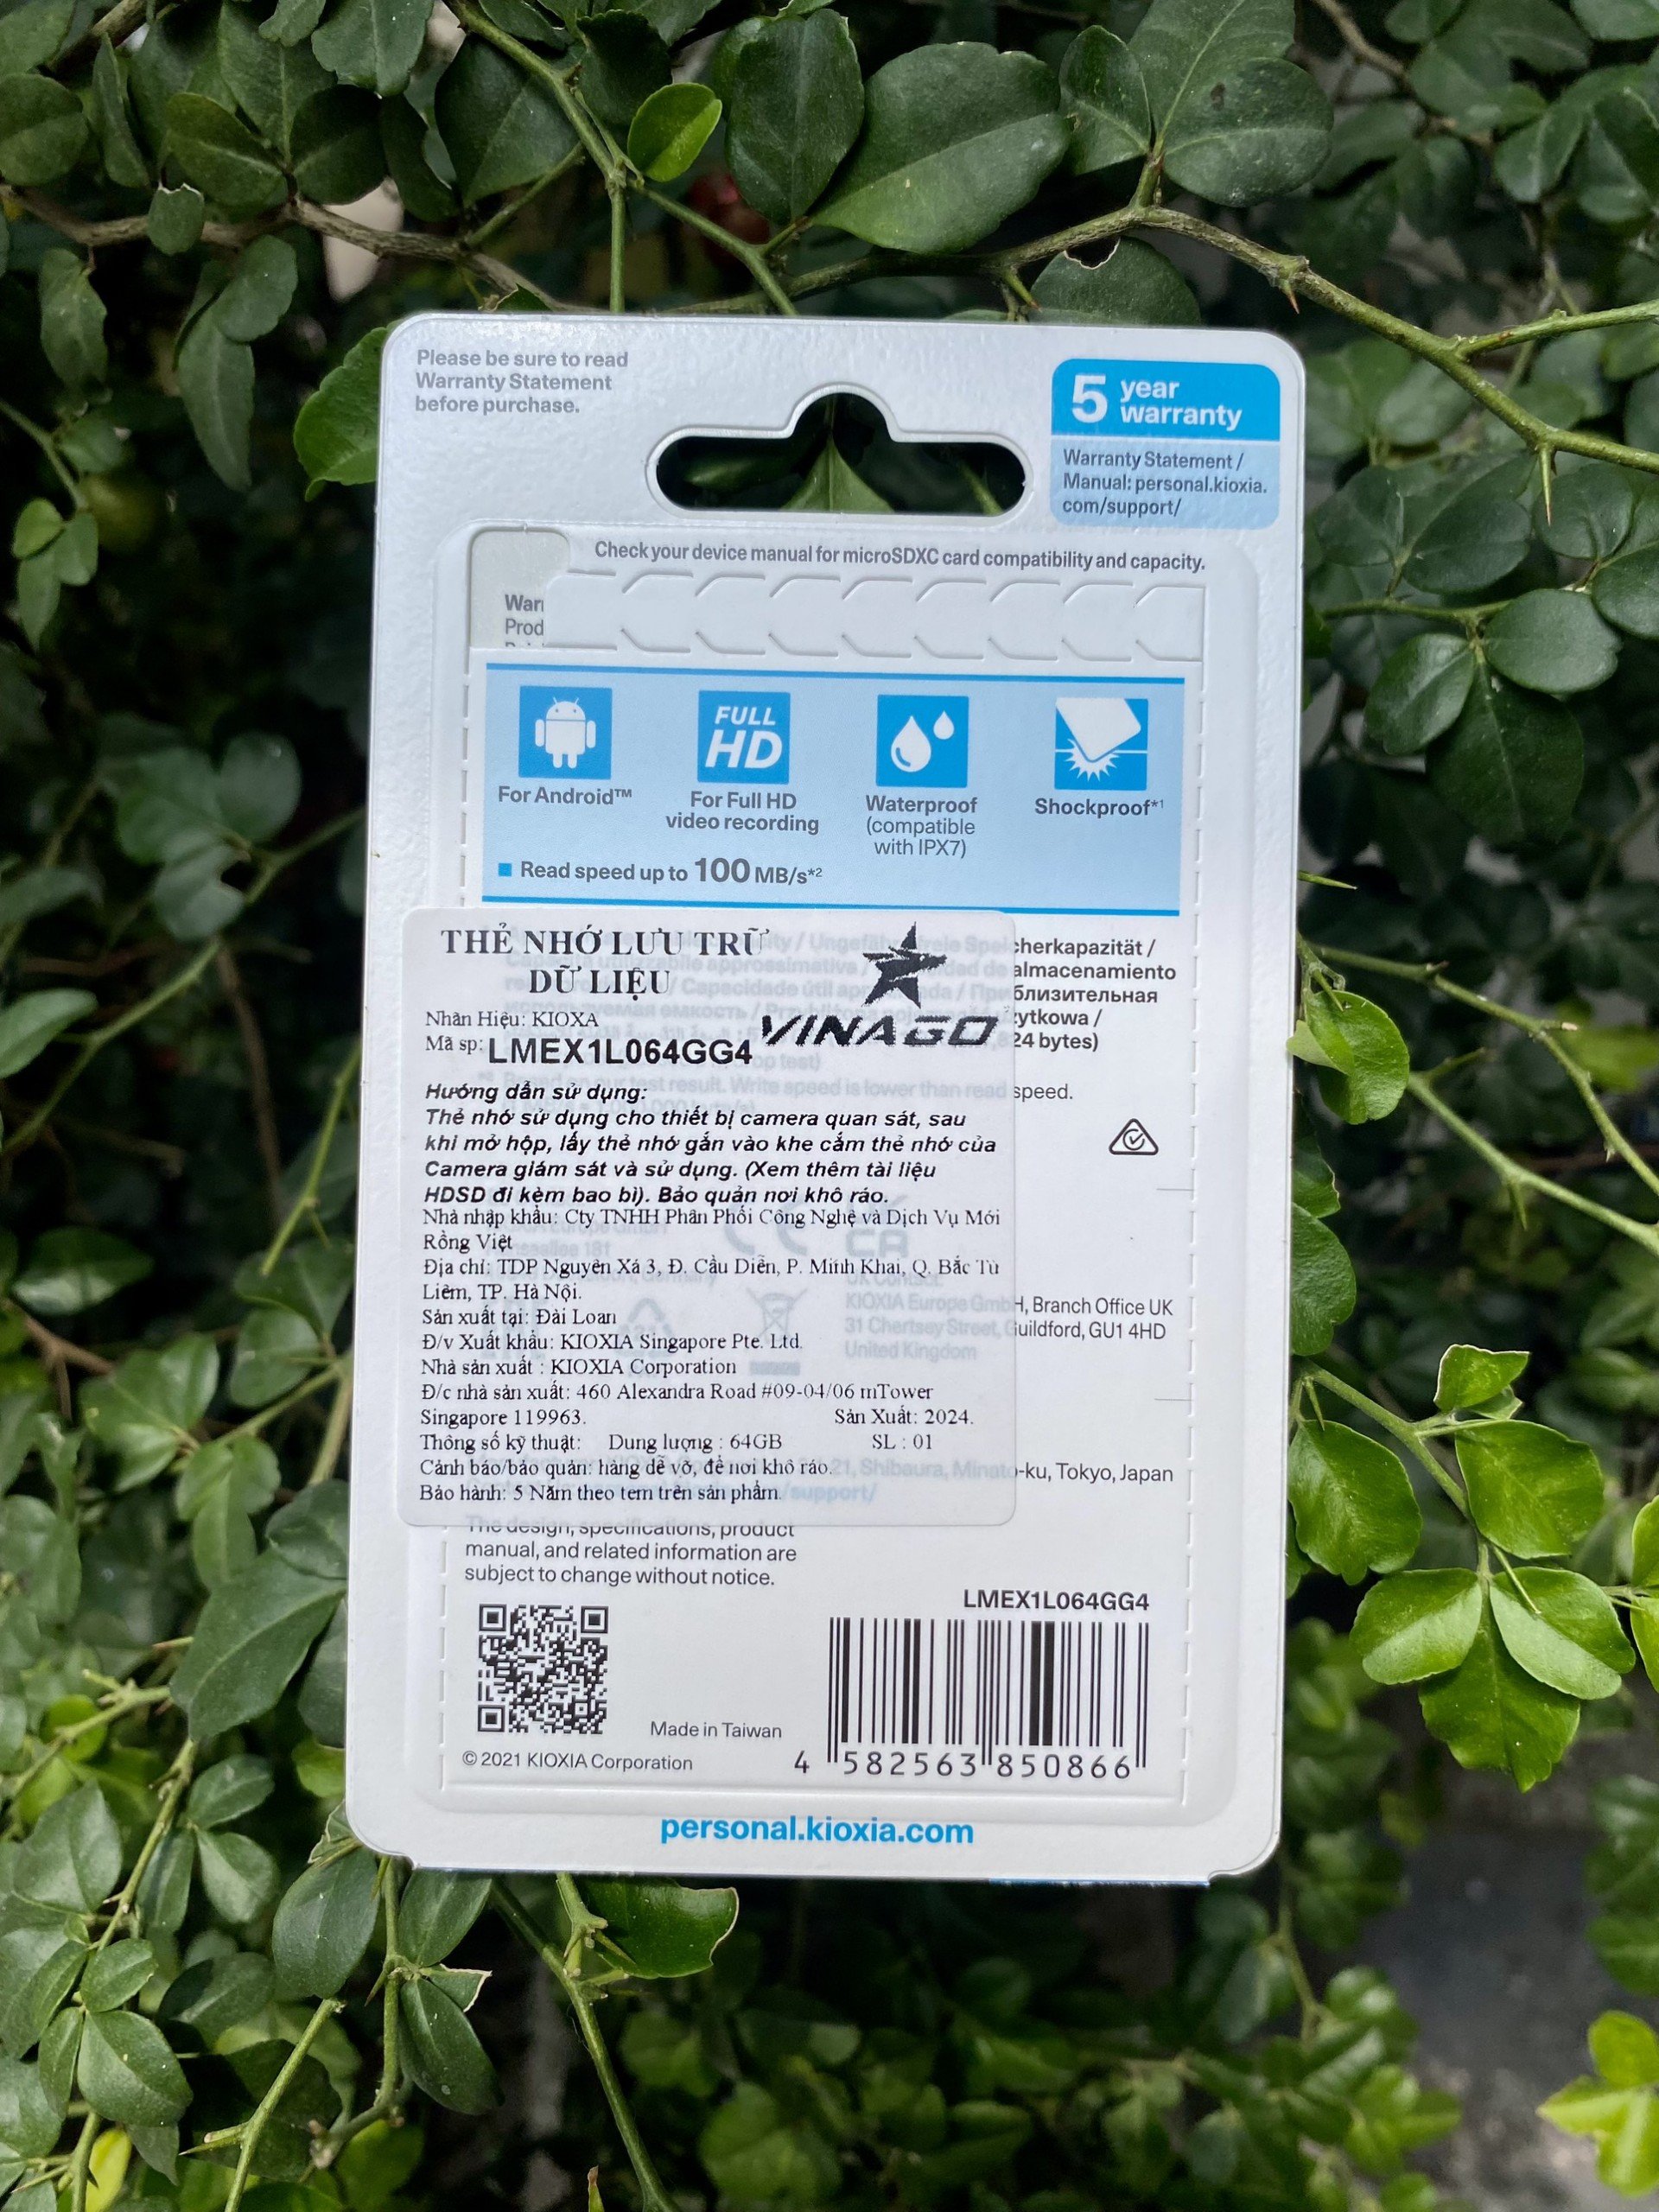 Please be sure to read
Warranty Statement
before purchase.
5 year
warranty
Warranty Statement /
Manual: personal.kioxia.
com/support/
Check your device manual for microSDXC card compatibility and capacity.
FULL
HD
For Android™
For Full HD
video recording
Waterproof
(compatible
with IPX7)
Shockproof*1
Read speed up to 100 MB/s*2
THẺ NHỚ LƯU TRỮ
DỮ LIỆU
VINAGO
Nhãn Hiệu: KIOXA
Mã sp: LMEX1L064GG4
cherkapazität /
almacenamiento
близительная
ytkowa /
24 bytes)
speed.
Hướng dẫn sử dụng:
Thẻ nhớ sử dụng cho thiết bị camera quan sát, sau
khi mở hộp, lấy thẻ nhớ gắn vào khe cắm thẻ nhớ của
Camera giám sát và sử dụng. (Xem thêm tài liệu
HDSD đi kèm bao bì). Bảo quản nơi khô ráo.
Nhà nhập khẩu: Cty TNHH Phân Phối Công Nghệ và Dịch Vụ Mới
Rồng Việt
Địa chỉ: TDP Nguyên Xá 3, Đ. Cầu Diễn, P. Minh Khai, Q. Bắc Từ
Liêm, TP. Hà Nội.
Sản xuất tại: Đài Loan
Đ/v Xuất khẩu: KIOXIA Singapore Pte. Ltd.
Nhà sản xuất : KIOXIA Corporation
Đ/c nhà sản xuất: 460 Alexandra Road #09-04/06 mTower
Singapore 119963. Sản Xuất: 2024.
Thông số kỹ thuật: Dung lượng : 64GB SL : 01
Cảnh báo/bảo quản: hàng dễ vỡ, để nơi khô ráo.
Bảo hành: 5 Năm theo tem trên sản phẩm.
KIOXIA Europe GmbH, Branch Office UK
31 Chertsey Street, Guildford, GU1 4HD
United Kingdom
21, Shibaura, Minato-ku, Tokyo, Japan
/support/
The design, specifications, product
manual, and related information are
subject to change without notice.
LMEX1L064GG4
Made in Taiwan
4 582563 850866
© 2021 KIOXIA Corporation
personal.kioxia.com